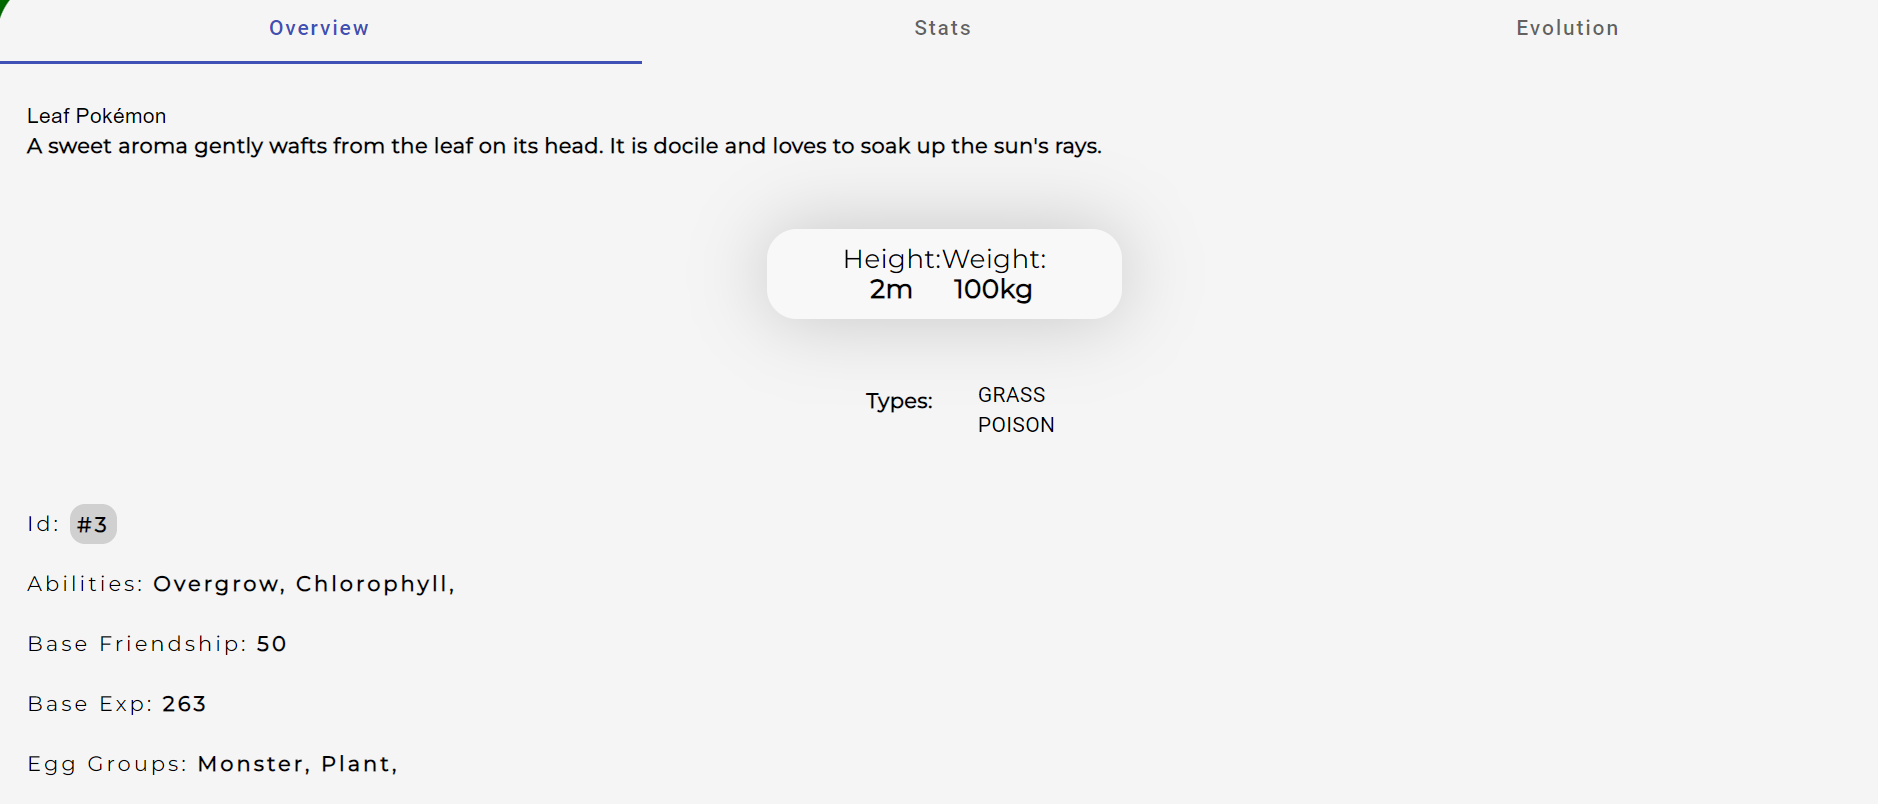 Overview Stats Evolution
Leaf Pokémon
A sweet aroma gently wafts from the leaf on its head. It is docile and loves to soak up the sun's rays.
Height:Weight:
2m 100kg
Types: GRASS
POISON
Id: #3
Abilities: Overgrow, Chlorophyll,
Base Friendship: 50
Base Exp: 263
Egg Groups: Monster, Plant,